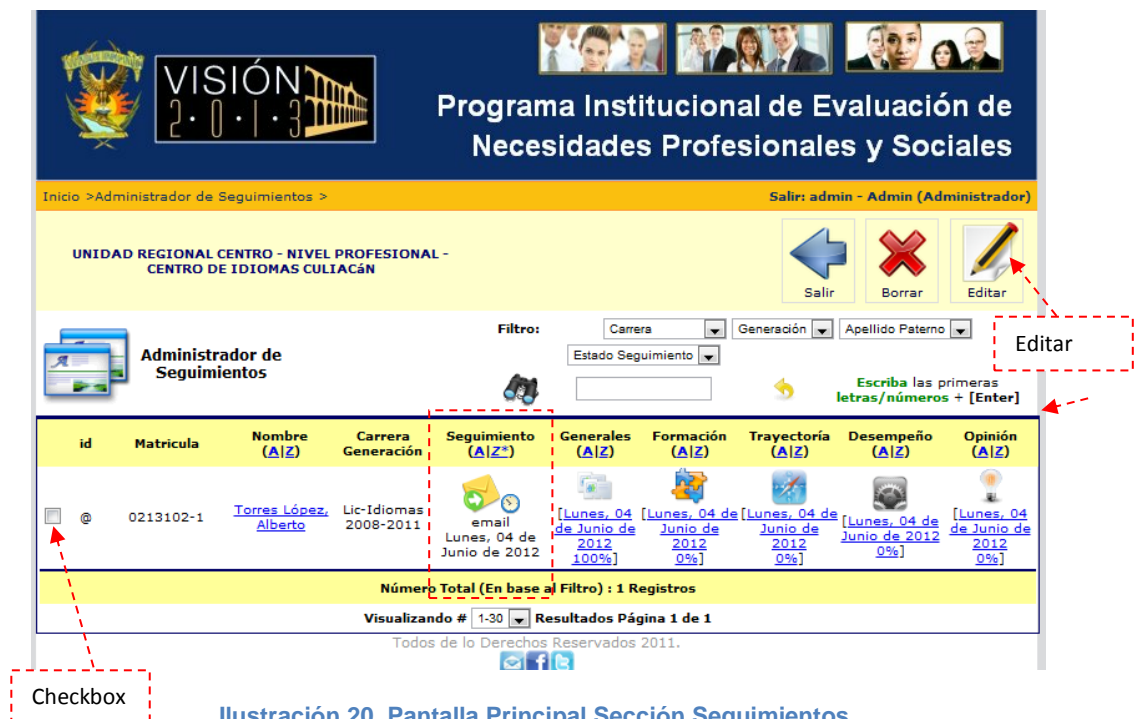 VISIÓN
2·0·1·3
Programa Institucional de Evaluación de
Necesidades Profesionales y Sociales
Inicio >Administrador de Seguimientos >
Salir: admin - Admin (Administrador)
UNIDAD REGIONAL CENTRO - NIVEL PROFESIONAL -
CENTRO DE IDIOMAS CULIACáN
Salir
Borrar
Editar
Editar
Administrador de
Seguimientos
Filtro:
Carrera
Generación
Apellido Paterno
Estado Seguimiento
Escriba las primeras
letras/números + [Enter]
id
Matricula
Nombre
(A|Z)
Carrera
Generación
Seguimiento
(A|Z*)
Generales
(A|Z)
Formación
(A|Z)
Trayectoría
(A|Z)
Desempeño
(A|Z)
Opinión
(A|Z)
@
0213102-1
Torres López,
Alberto
Lic-Idiomas
2008-2011
email
Lunes, 04 de
Junio de 2012
[Lunes, 04
de Junio de
2012
100%]
[Lunes, 04 de
Junio de
2012
0%]
[Lunes, 04 de
Junio de
2012
0%]
[Lunes, 04 de
Junio de 2012
0%]
[Lunes, 04
de Junio de
2012
0%]
Número Total (En base al Filtro) : 1 Registros
Visualizando # 1-30 Resultados Página 1 de 1
Todos de lo Derechos Reservados 2011.
Checkbox
Ilustración 20. Pantalla Principal Sección Seguimientos